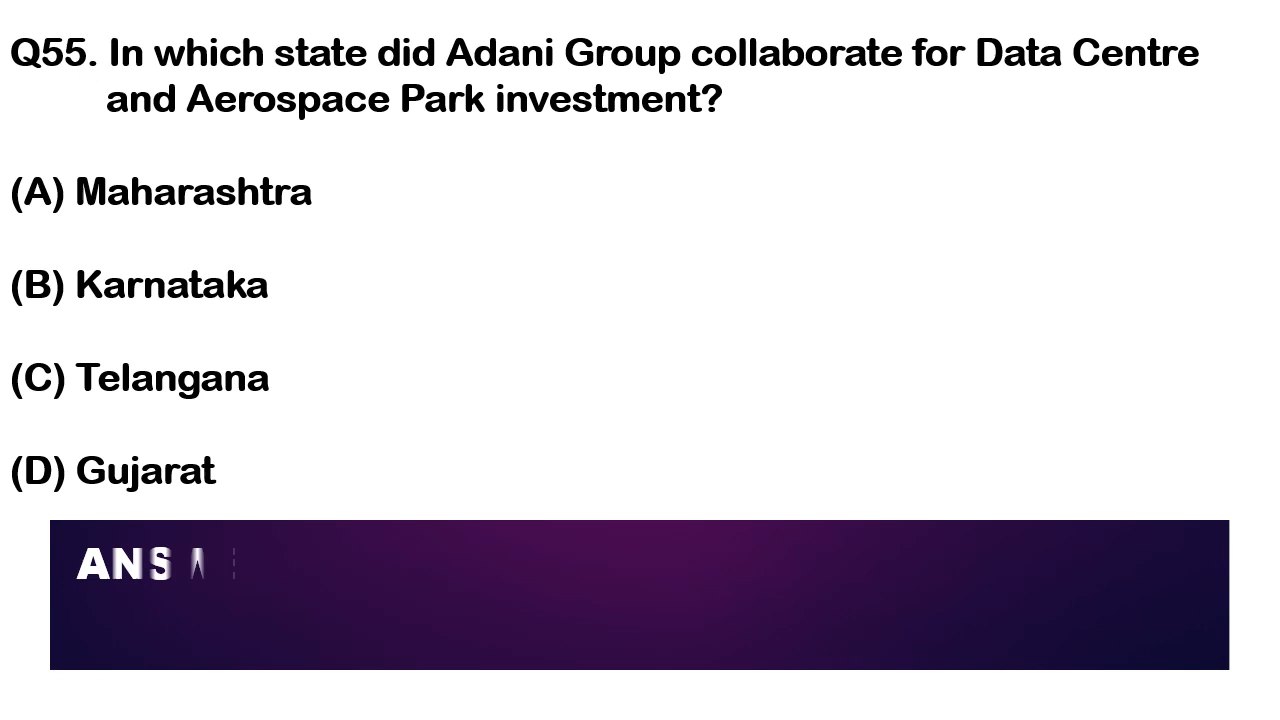 Q55. In which state did Adani Group collaborate for Data Centre
and Aerospace Park investment?
(A) Maharashtra
(B) Karnataka
(C) Telangana
(D) Gujarat
ANS